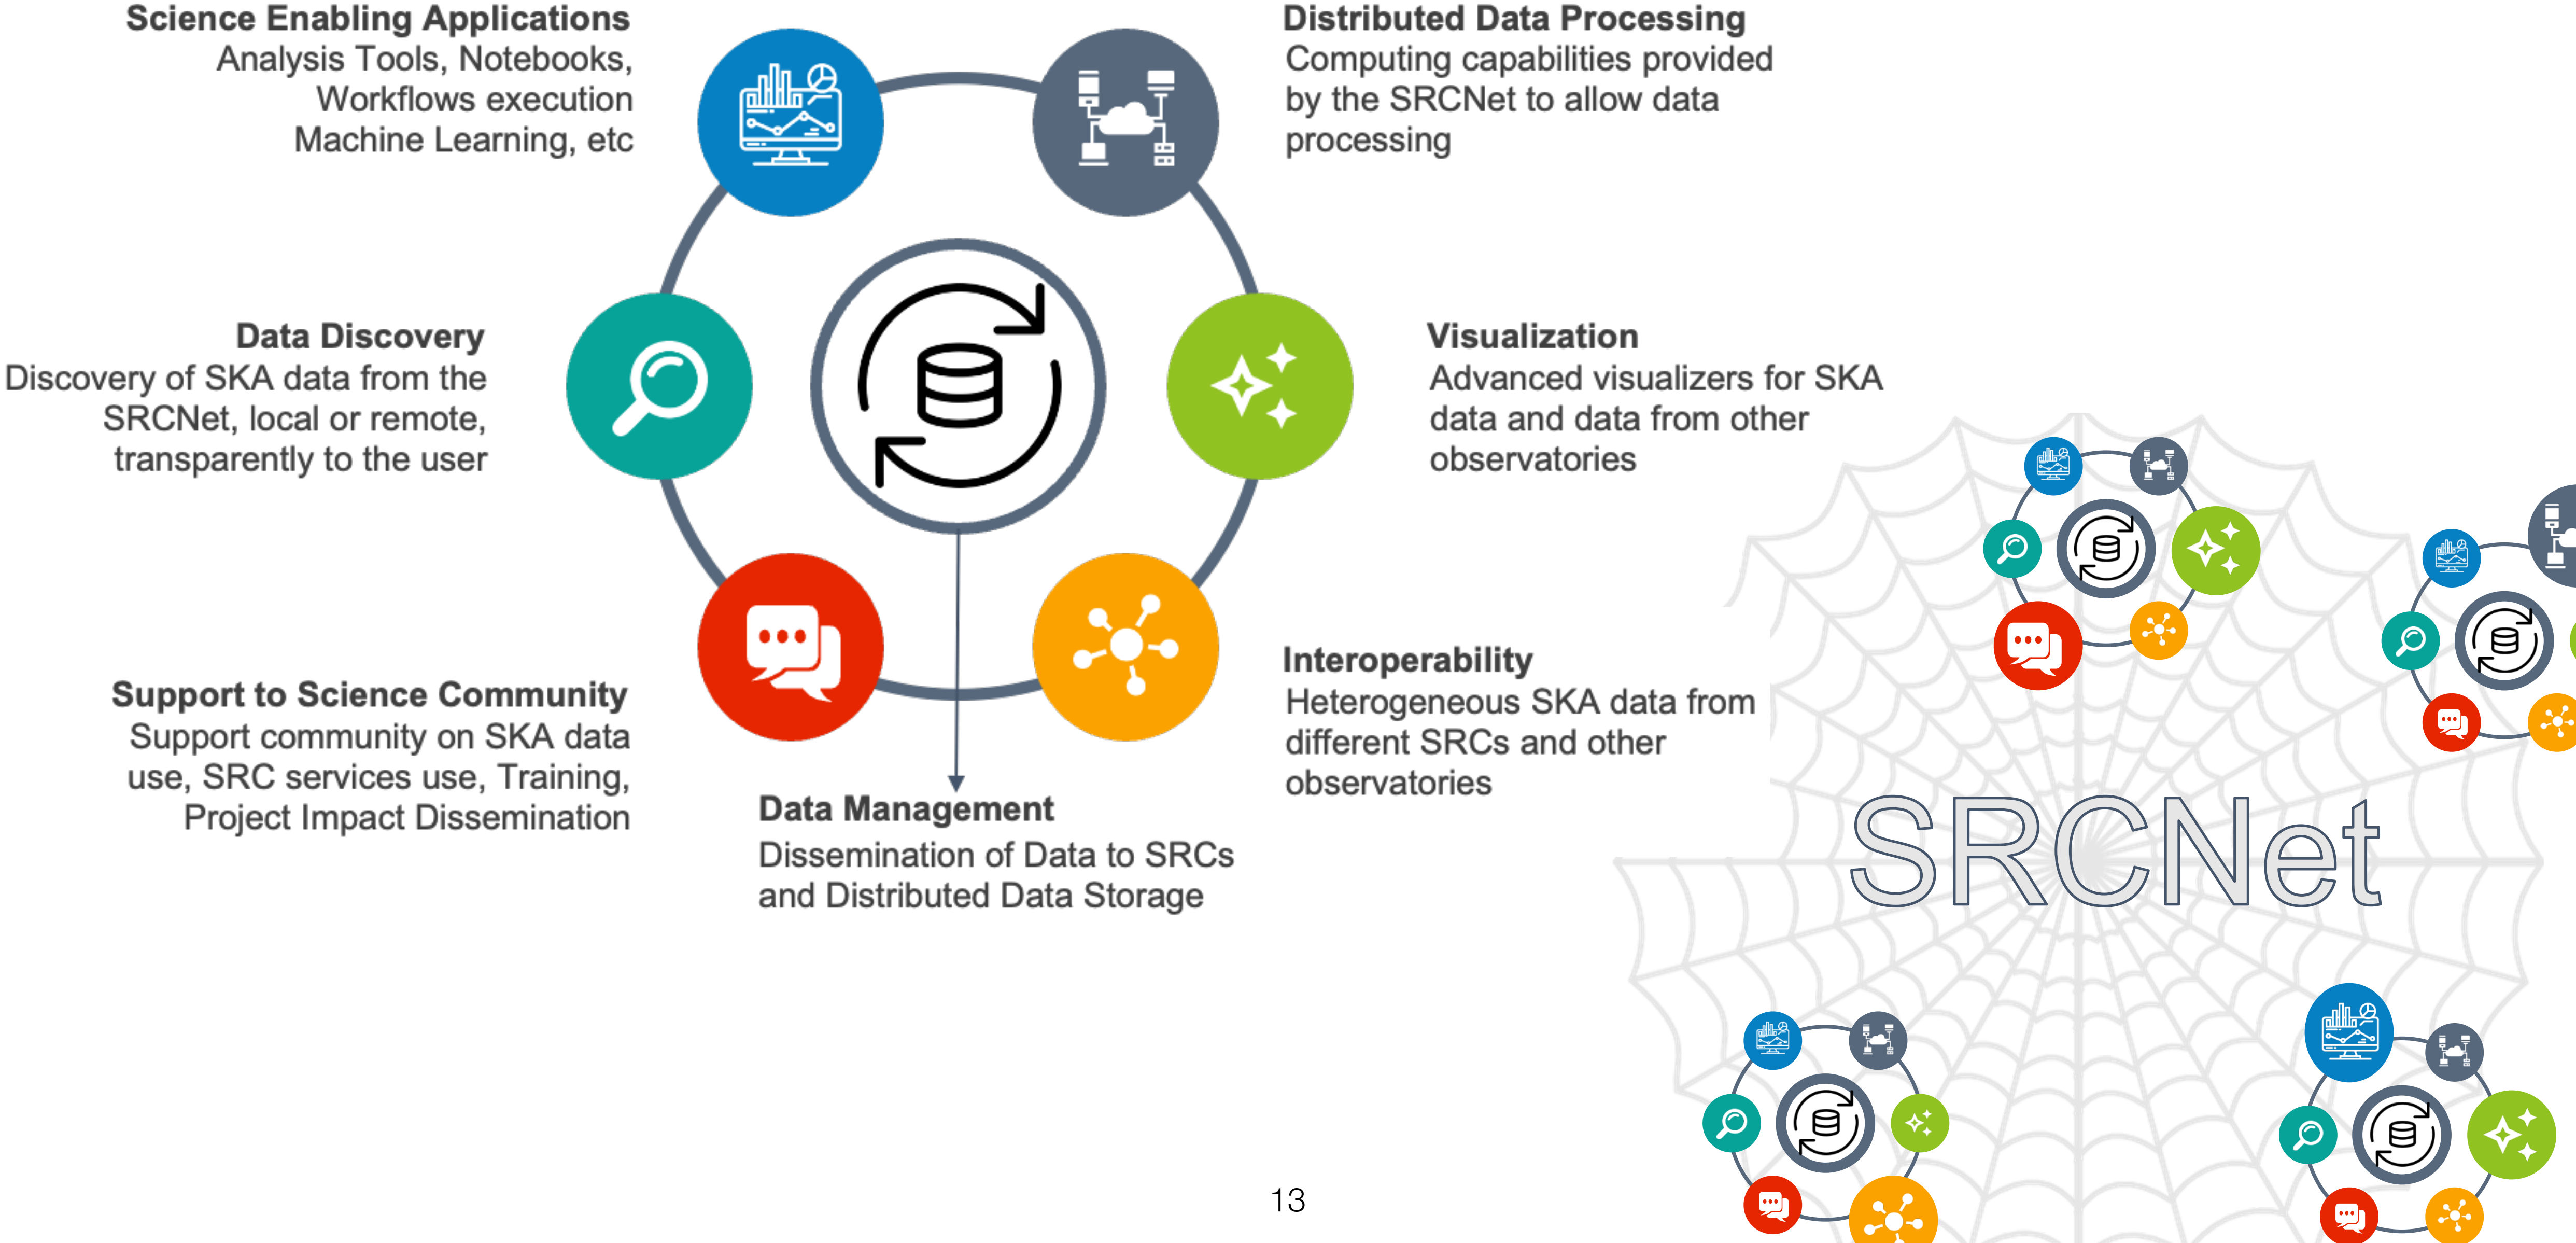 Science Enabling Applications
Analysis Tools, Notebooks,
Workflows execution
Machine Learning, etc
Distributed Data Processing
Computing capabilities provided
by the SRCNet to allow data
processing
Data Discovery
Discovery of SKA data from the
SRCNet, local or remote,
transparently to the user
Visualization
Advanced visualizers for SKA
data and data from other
observatories
Support to Science Community
Support community on SKA data
use, SRC services use, Training,
Project Impact Dissemination
Interoperability
Heterogeneous SKA data from
different SRCs and other
observatories
Data Management
Dissemination of Data to SRCs
and Distributed Data Storage
SRCNet
13